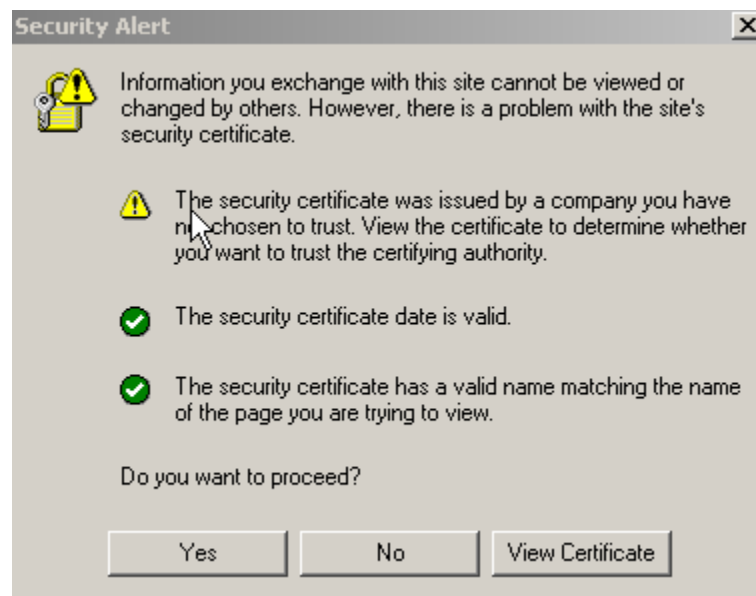 Security Alert
Information you exchange with this site cannot be viewed or
changed by others. However, there is a problem with the site's
security certificate.
The security certificate was issued by a company you have
not chosen to trust. View the certificate to determine whether
you want to trust the certifying authority.
The security certificate date is valid.
The security certificate has a valid name matching the name
of the page you are trying to view.
Do you want to proceed?
Yes No View Certificate